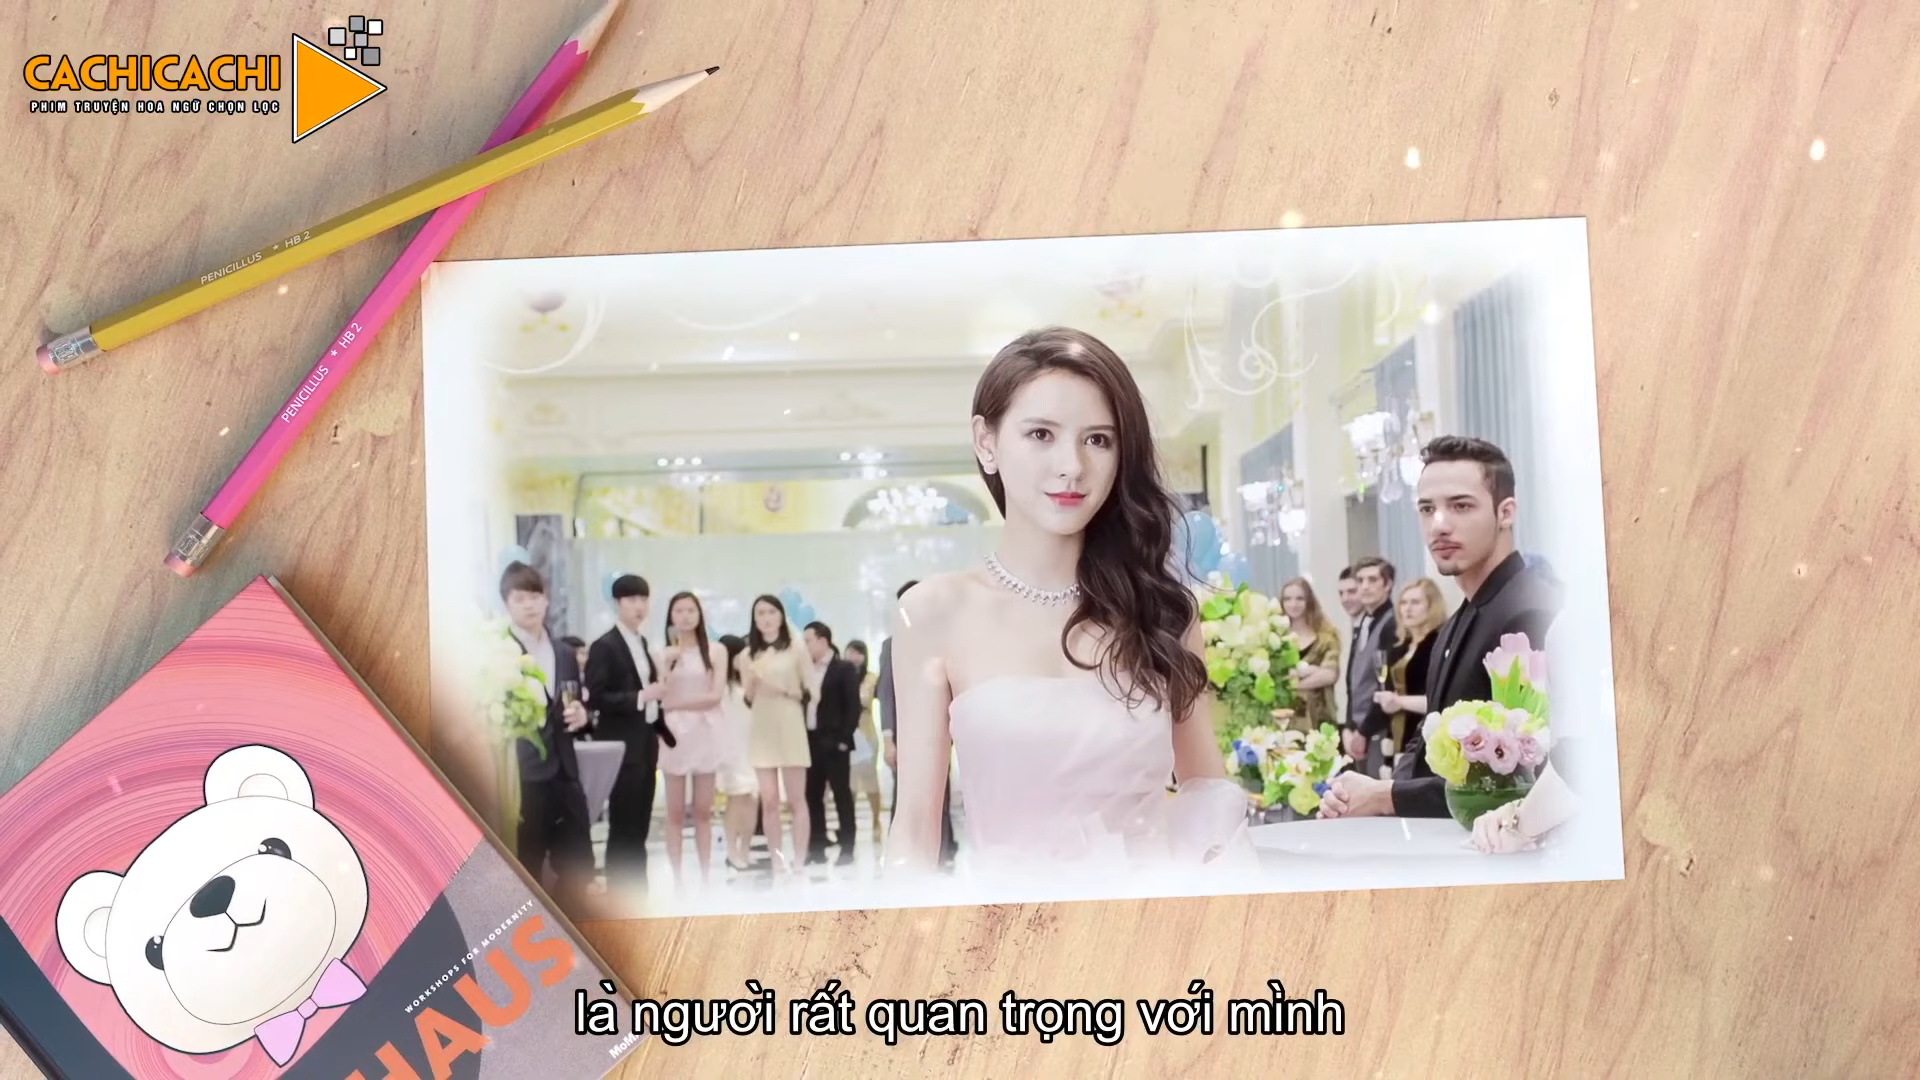 CACHICACHI
PHIM TRUYỆN HOA NGỮ CHỌN LỌC
PENICILLUS * HB 2
PENICILLUS * HB 2
WORKSHOPS FOR MODERNITY
HAUS
MoMA
là người rất quan trọng với mình